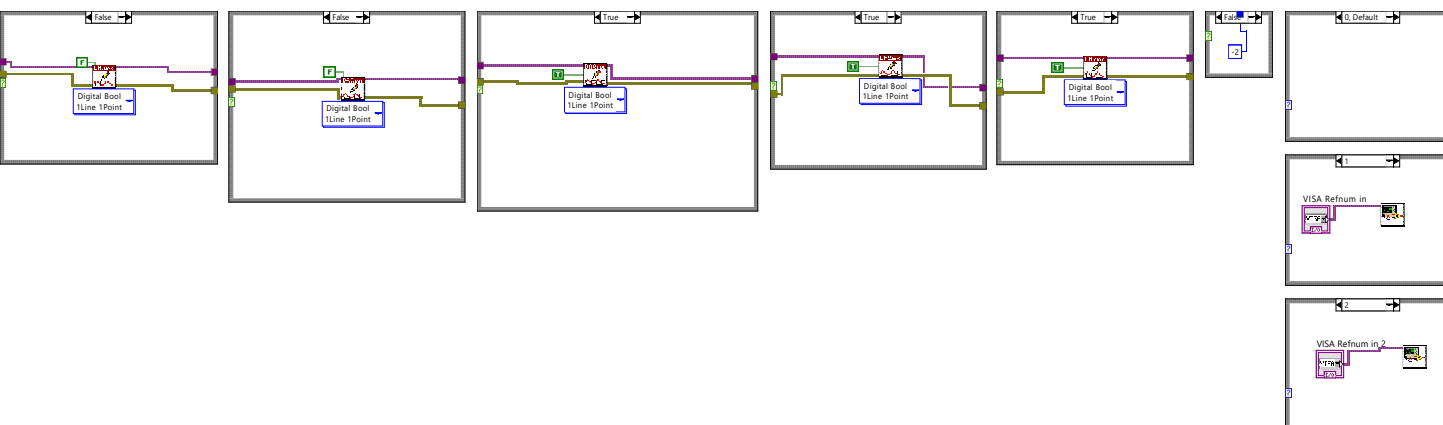 False
F
Digital Bool
1Line 1Point
False
F
Digital Bool
1Line 1Point
True
T
Digital Bool
1Line 1Point
True
T
Digital Bool
1Line 1Point
True
T
Digital Bool
1Line 1Point
False
-2
0, Default
1
VISA Refnum in
I/O
2
VISA Refnum in 2
I/O